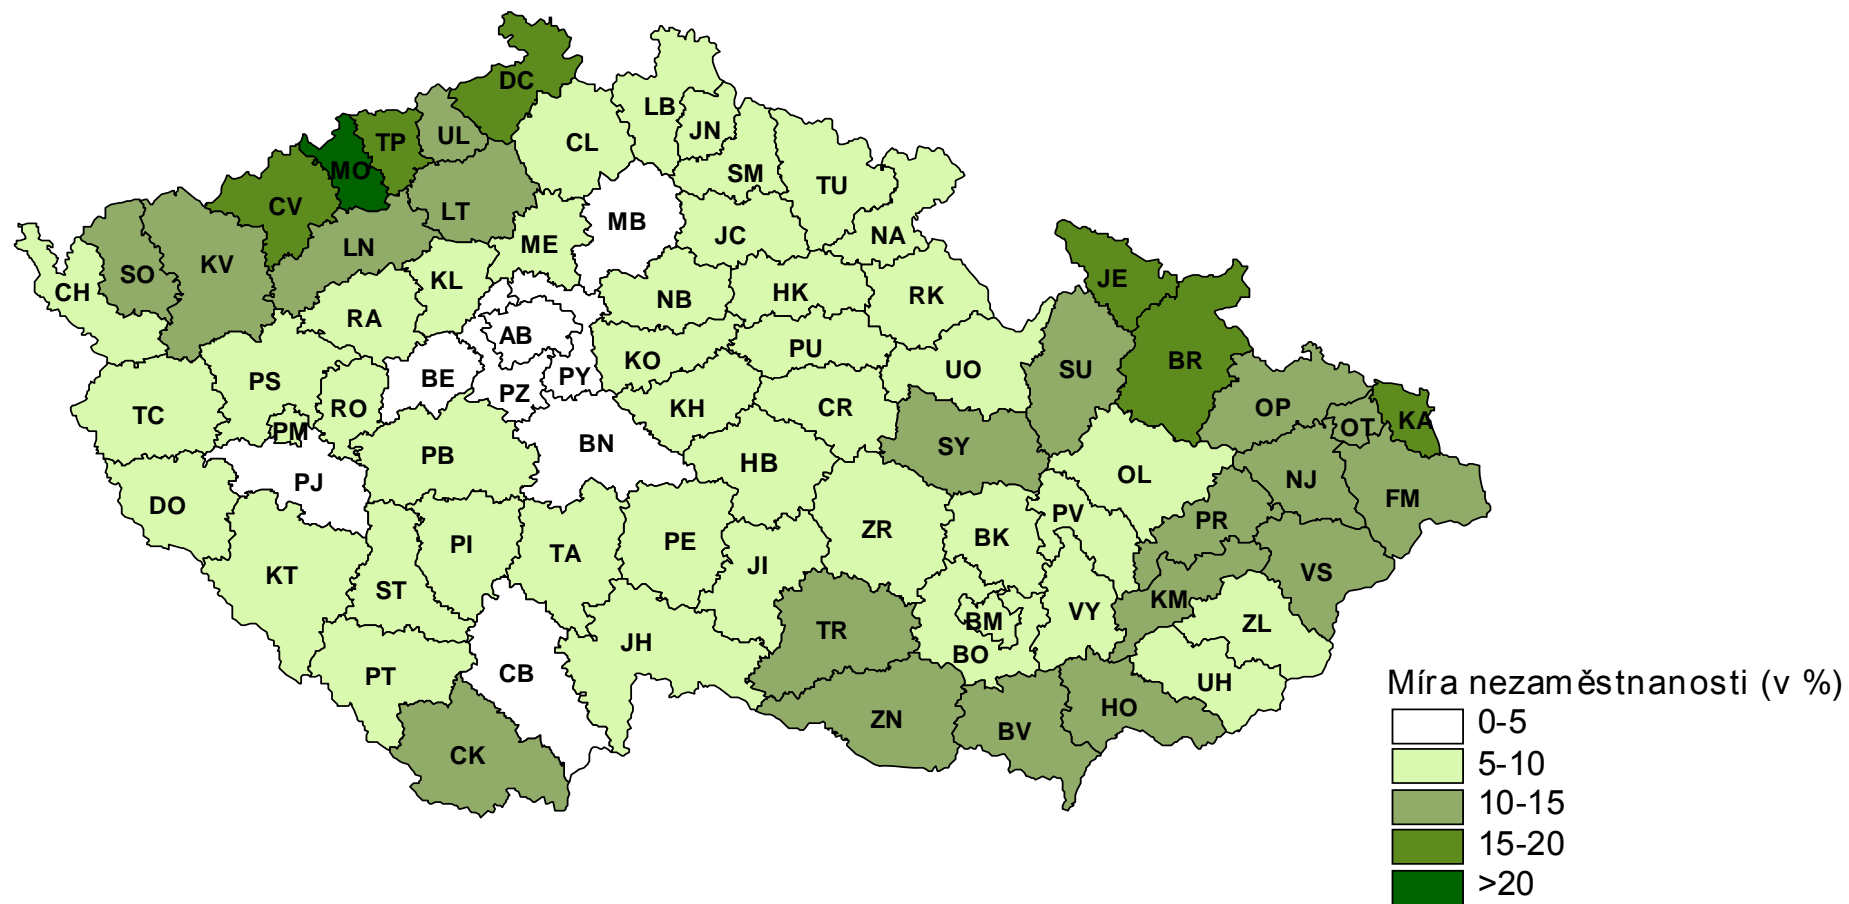 DC
LB
JN
TP
UL
CL
MO
SM
TU
CV
LT
MB
JC
NA
ME
LN
KV
SO
CH
KL
NB
HK
RK
JE
RA
AB
KO
PU
UO
SU
BR
PS
BE
PZ
PY
TC
RO
KH
CR
OP
OT
KA
PM
PB
BN
HB
SY
OL
NJ
FM
PJ
DO
PI
TA
PE
JI
ZR
BK
PV
PR
KT
ST
VS
KM
VY
BM
ZL
TR
JH
BO
PT
CB
UH
ZN
BV
HO
CK
Míra nezaměstnanosti (v %)
0-5
5-10
10-15
15-20
>20